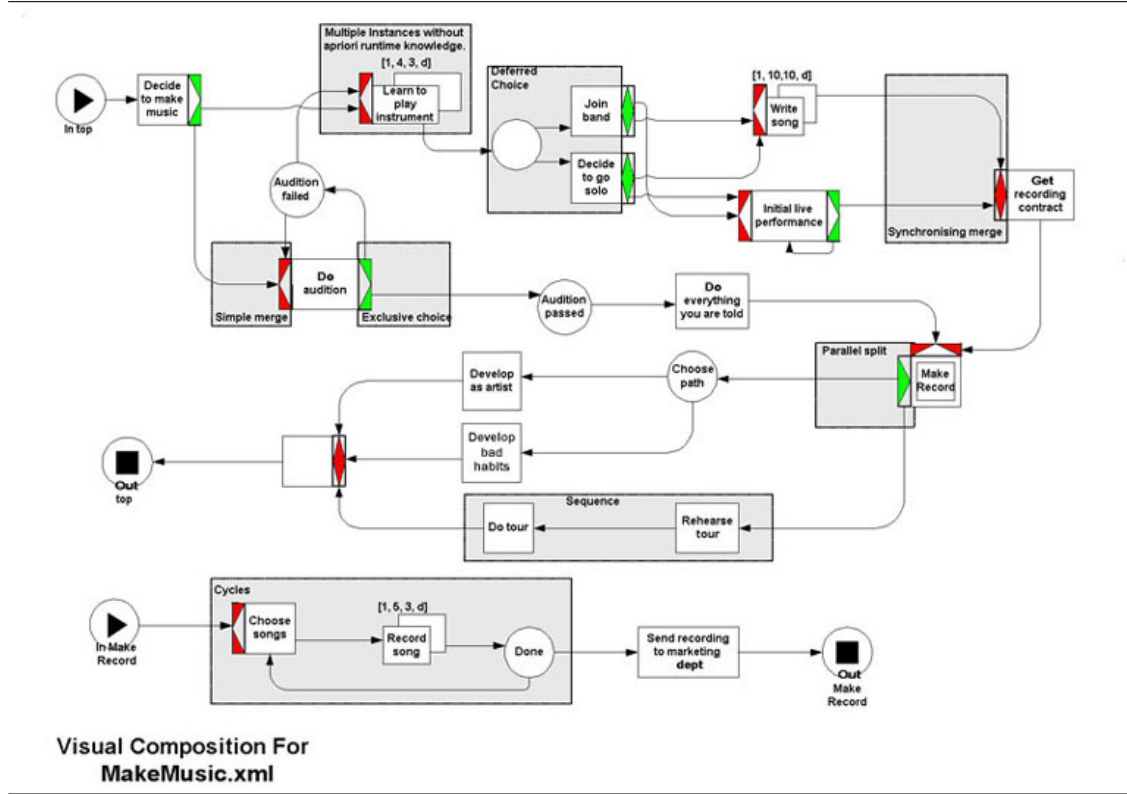 Multiple Instances without
apriori runtime knowledge.
[1, 4, 3, d]
Learn to
play
instrument
Decide
to make
music
In top
Deferred
Choice
Join
band
Decide
to go
solo
[1, 10,10, d]
Write
song
Initial live
performance
Get
recording
contract
Synchronising merge
Audition
failed
Do
audition
Simple merge
Exclusive choice
Audition
passed
Do
everything
you are told
Parallel split
Make
Record
Choose
path
Develop
as artist
Develop
bad
habits
Out
top
Sequence
Do tour
Rehearse
tour
Cycles
In Make
Record
Choose
songs
[1, 5, 3, d]
Record
song
Done
Send recording
to marketing
dept
Out
Make
Record
Visual Composition For
MakeMusic.xml